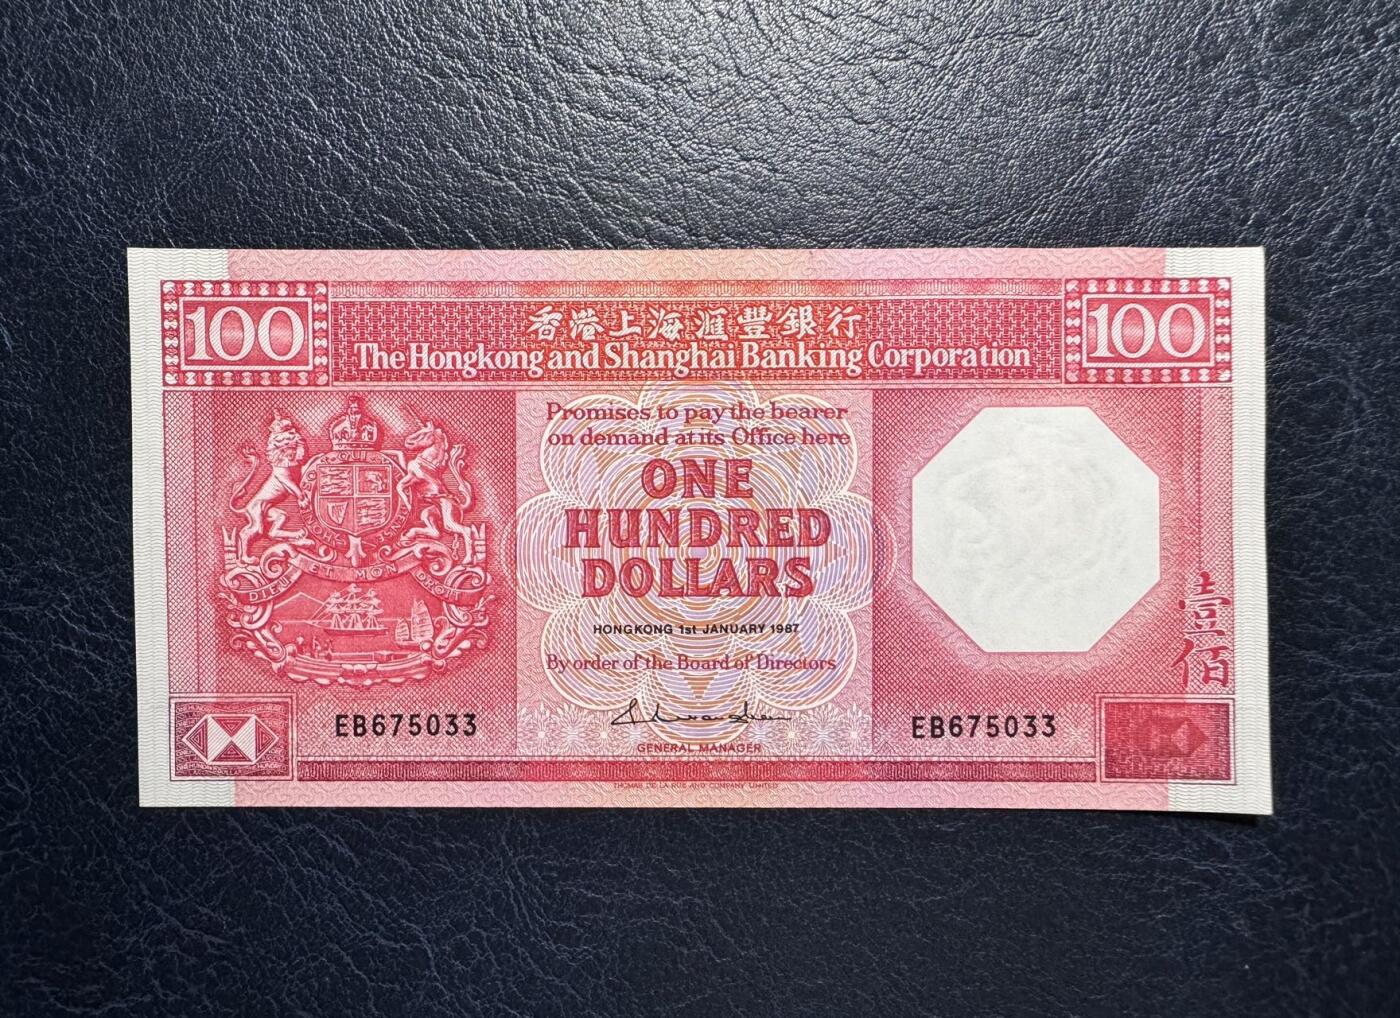 100
香港上海滙豐銀行
100
The Hongkong and Shanghai Banking Corporation
Promises to pay the bearer
on demand at its Office here
ONE
HUNDRED
DOLLARS
HONGKONG 1st JANUARY 1987
By order of the Board of Directors
GENERAL MANAGER
EB675033
EB675033
DIEU ET MON DROIT
壹佰
THOMAS DE LA RUE AND COMPANY LIMITED